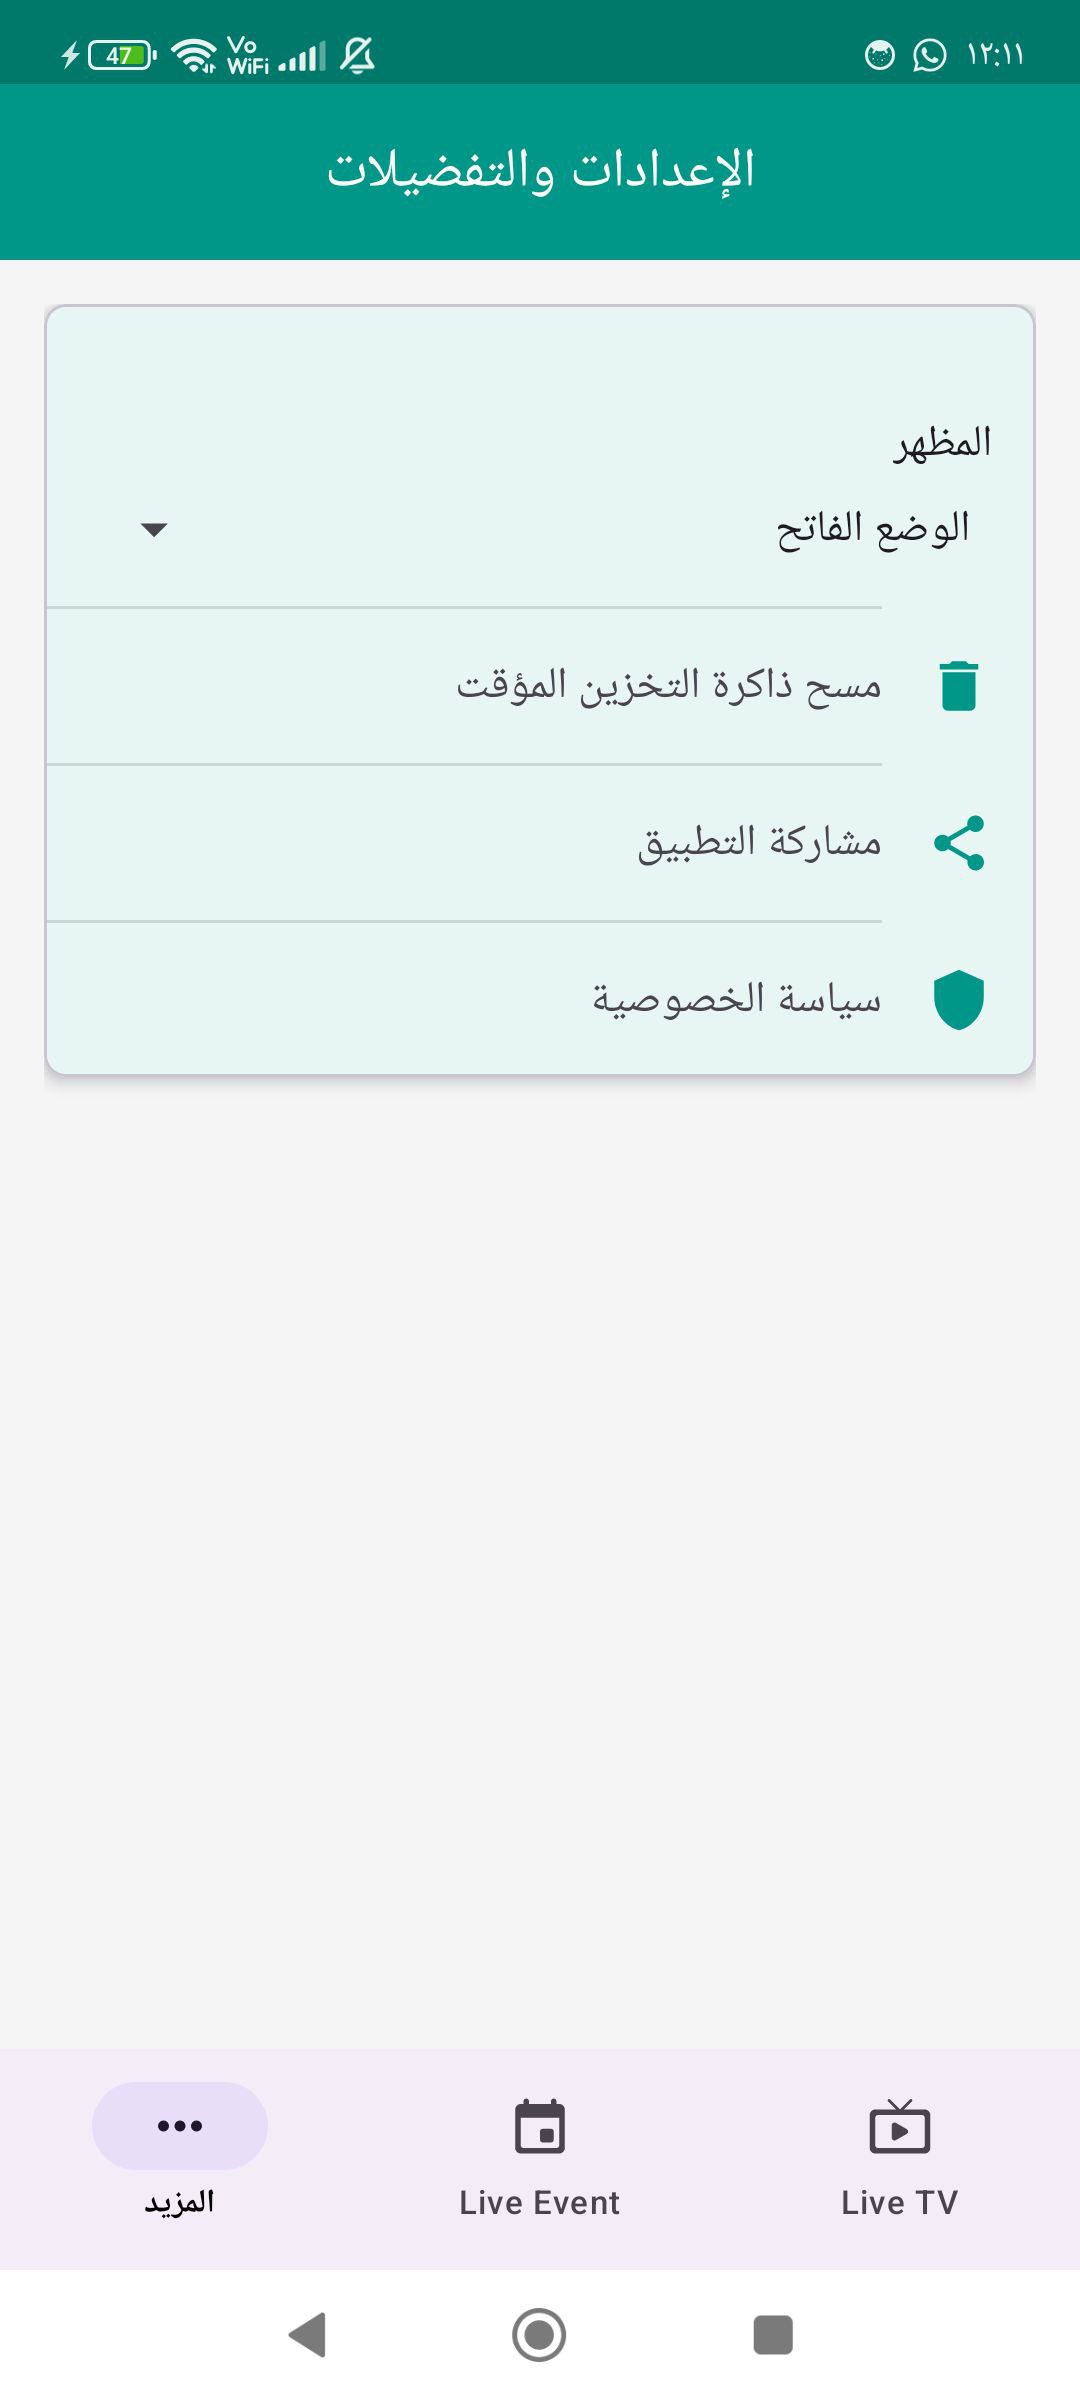 47
Vo
WiFi
١٢:١١
الإعدادات والتفضيلات
المظهر
الوضع الفاتح
مسح ذاكرة التخزين المؤقت
مشاركة التطبيق
سياسة الخصوصية
Live TV
Live Event
المزيد